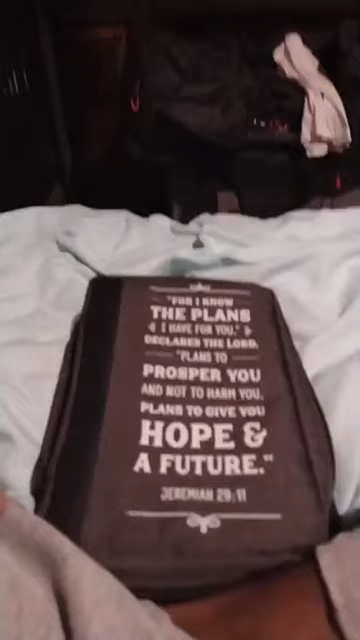 "FOR I KNOW
THE PLANS
I HAVE FOR YOU,"
DECLARES THE LORD,
"PLANS TO
PROSPER YOU
AND NOT TO HARM YOU,
PLANS TO GIVE YOU
HOPE &
A FUTURE."
JEREMIAH 29:11